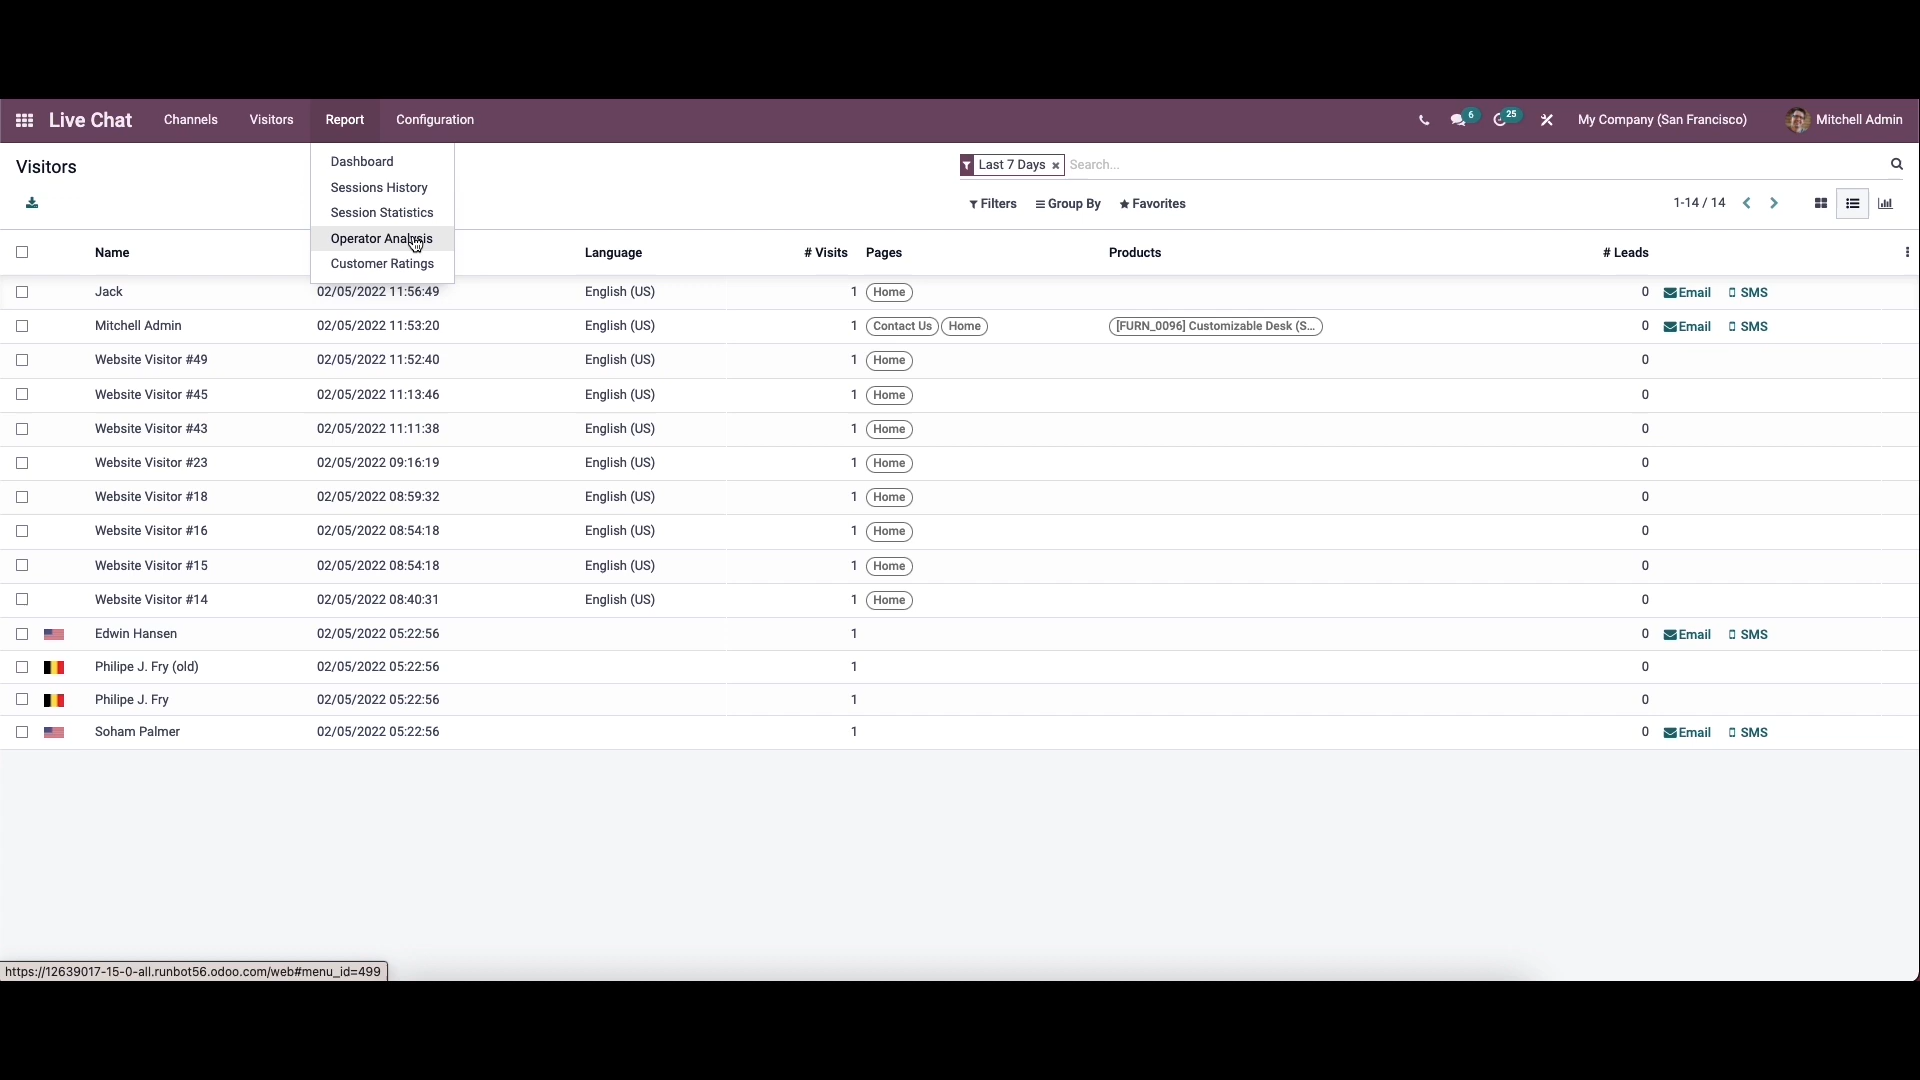 Live Chat Channels Visitors Report Configuration 6 25 My Company (San Francisco) Mitchell Admin
Visitors
Last 7 Days × Search...
Dashboard
Sessions History
Session Statistics
Operator Analysis
Customer Ratings
Filters Group By Favorites 1-14 / 14
Name Language # Visits Pages Products # Leads
Jack 02/05/2022 11:56:49 English (US) 1 Home 0 Email SMS
Mitchell Admin 02/05/2022 11:53:20 English (US) 1 Contact Us Home [FURN_0096] Customizable Desk (S... 0 Email SMS
Website Visitor #49 02/05/2022 11:52:40 English (US) 1 Home 0
Website Visitor #45 02/05/2022 11:13:46 English (US) 1 Home 0
Website Visitor #43 02/05/2022 11:11:38 English (US) 1 Home 0
Website Visitor #23 02/05/2022 09:16:19 English (US) 1 Home 0
Website Visitor #18 02/05/2022 08:59:32 English (US) 1 Home 0
Website Visitor #16 02/05/2022 08:54:18 English (US) 1 Home 0
Website Visitor #15 02/05/2022 08:54:18 English (US) 1 Home 0
Website Visitor #14 02/05/2022 08:40:31 English (US) 1 Home 0
Edwin Hansen 02/05/2022 05:22:56 1 0 Email SMS
Philipe J. Fry (old) 02/05/2022 05:22:56 1 0
Philipe J. Fry 02/05/2022 05:22:56 1 0
Soham Palmer 02/05/2022 05:22:56 1 0 Email SMS
https://12639017-15-0-all.runbot56.odoo.com/web#menu_id=499